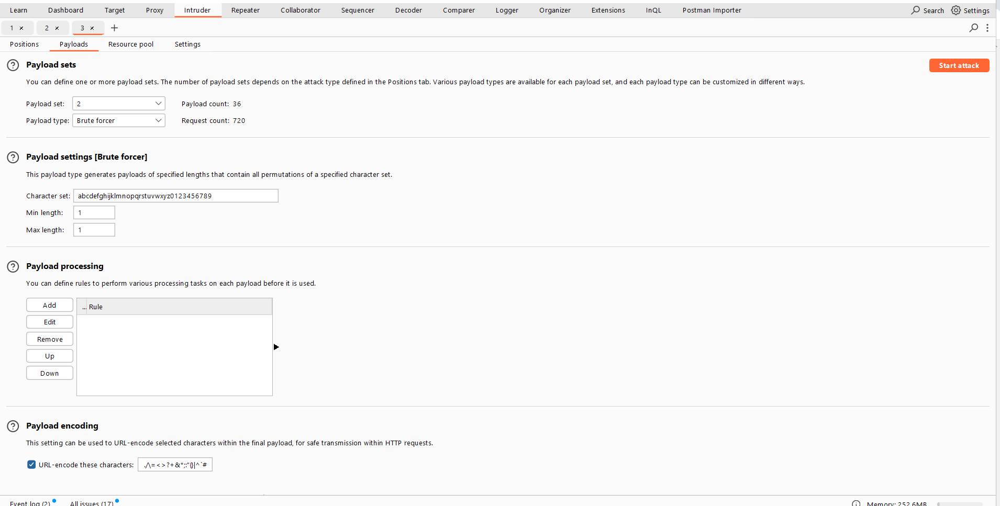 Learn Dashboard Target Proxy Intruder Repeater Collaborator Sequencer Decoder Comparer Logger Organizer Extensions InQL Postman Importer Search Settings
1 × 2 × 3 × +
Positions Payloads Resource pool Settings
? Payload sets
Start attack
You can define one or more payload sets. The number of payload sets depends on the attack type defined in the Positions tab. Various payload types are available for each payload set, and each payload type can be customized in different ways.
Payload set: 2 Payload count: 36
Payload type: Brute forcer Request count: 720
? Payload settings [Brute forcer]
This payload type generates payloads of specified lengths that contain all permutations of a specified character set.
Character set: abcdefghijklmnopqrstuvwxyz0123456789
Min length: 1
Max length: 1
? Payload processing
You can define rules to perform various processing tasks on each payload before it is used.
Add ... Rule
Edit
Remove
Up
Down
? Payload encoding
This setting can be used to URL-encode selected characters within the final payload, for safe transmission within HTTP requests.
URL-encode these characters: ./\=<>?+&*;:"{}|^`#
Event log (2) All issues (17) Memory: 252.6MB